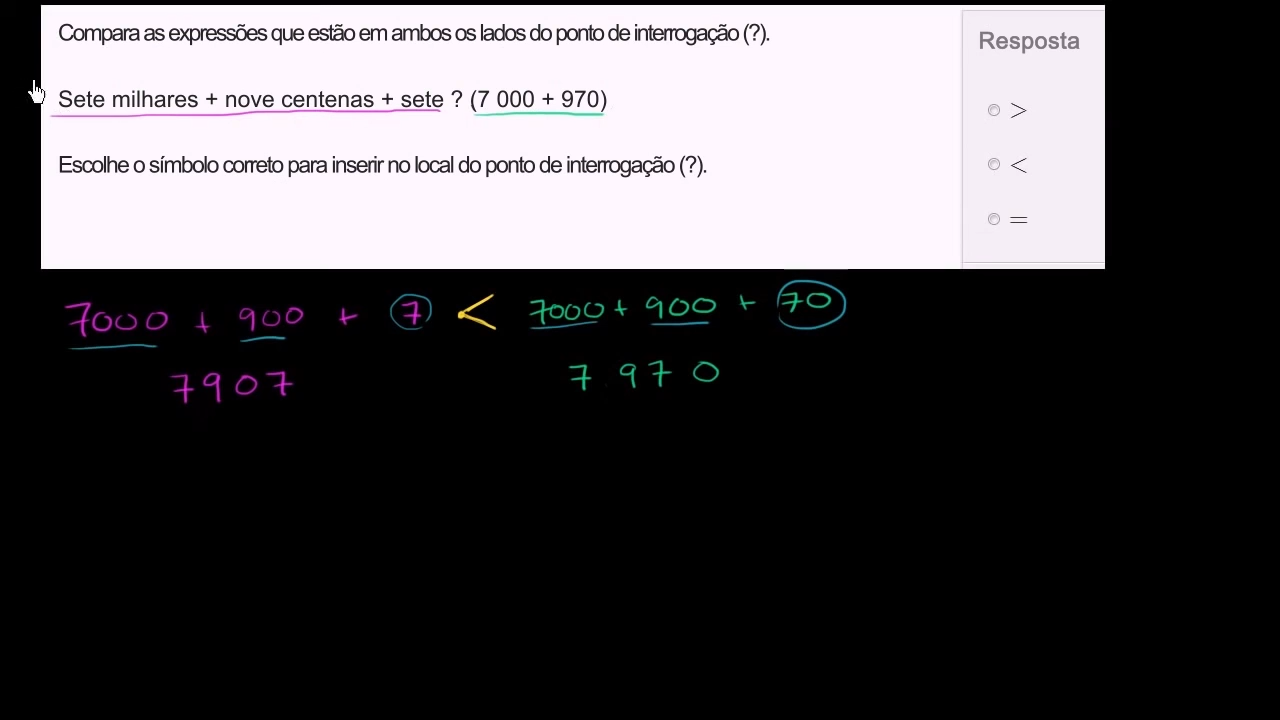 Compara as expressões que estão em ambos os lados do ponto de interrogação (?).
Resposta
Sete milhares + nove centenas + sete ? (7 000 + 970)
>
Escolhe o símbolo correto para inserir no local do ponto de interrogação (?).
<
=
7000 + 900 + 7 < 7000 + 900 + 70
7907 7970